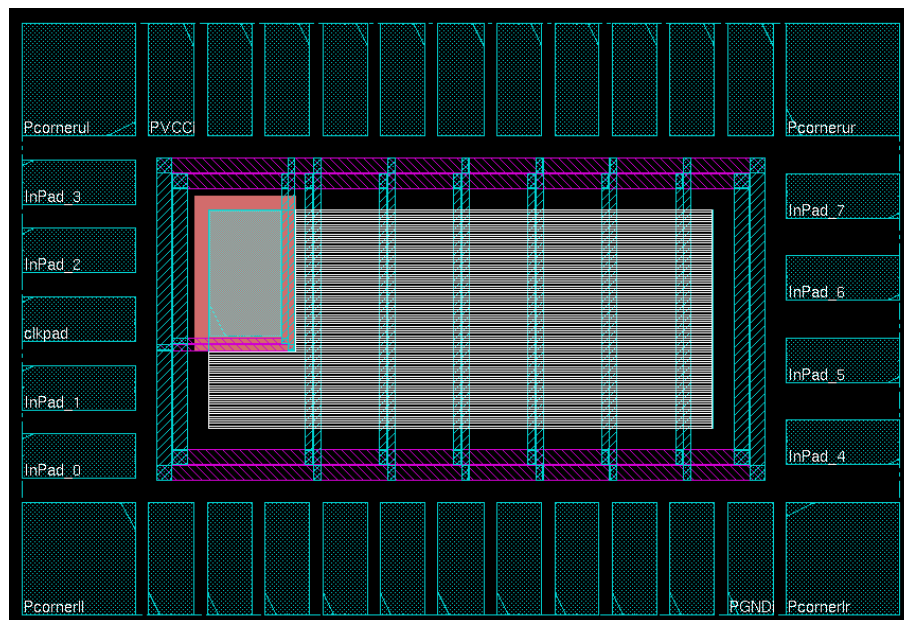 Pcornerul
PVCC
Pcornerur
InPad_3
InPad_7
InPad_2
InPad_6
clkpad
InPad_5
InPad_1
InPad_4
InPad_0
Pcornerll
PGND
Pcornerlr